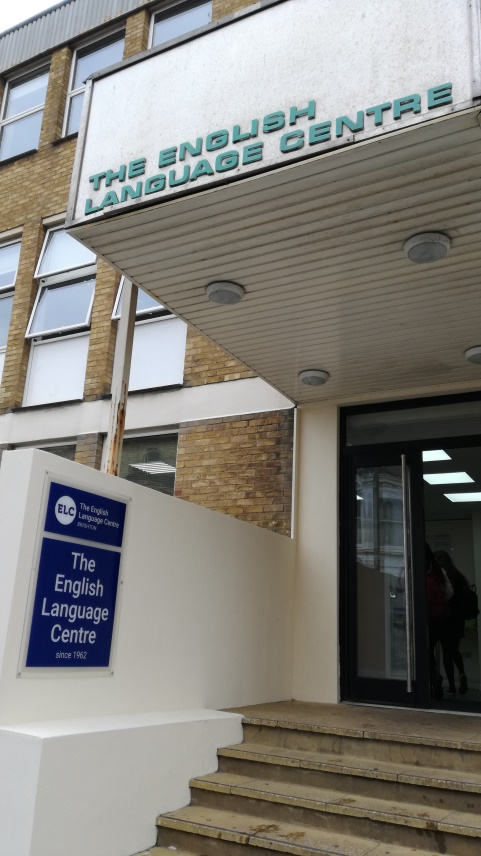 THE ENGLISH
LANGUAGE CENTRE
ELC
The English
Language Centre
BRIGHTON
The
English
Language
Centre
since 1962